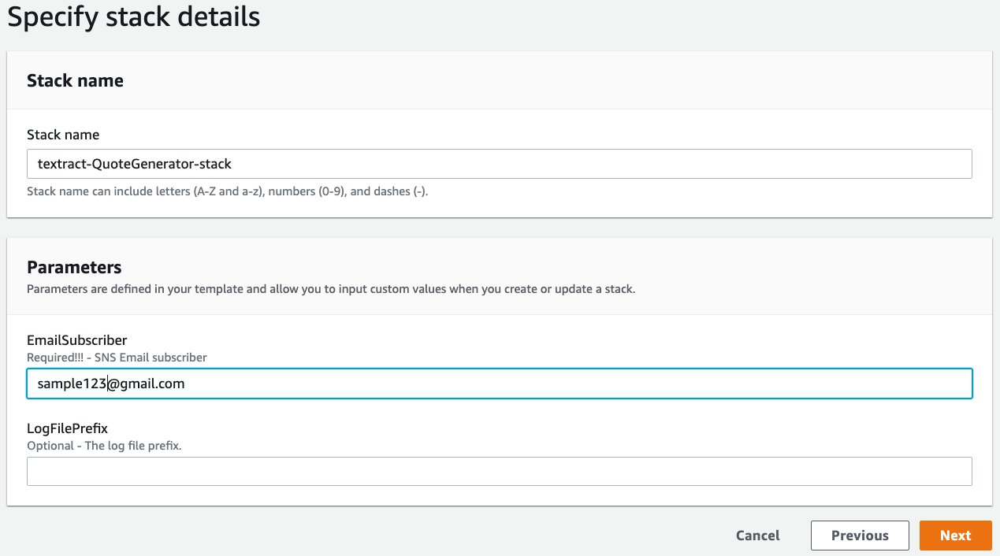 Specify stack details
Stack name
Stack name
textract-QuoteGenerator-stack
Stack name can include letters (A-Z and a-z), numbers (0-9), and dashes (-).
Parameters
Parameters are defined in your template and allow you to input custom values when you create or update a stack.
EmailSubscriber
Required!!! - SNS Email subscriber
sample123@gmail.com
LogFilePrefix
Optional - The log file prefix.
Cancel Previous Next